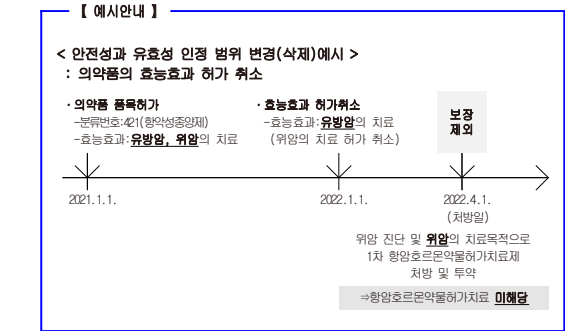 【 예시안내 】
< 안전성과 유효성 인정 범위 변경(삭제)예시 >
: 의약품의 효능효과 허가 취소
· 의약품 품목허가
-분류번호:421(항악성종양제)
-효능효과:유방암, 위암의 치료
· 효능효과 허가취소
-효능효과:유방암의 치료
(위암의 치료 허가 취소)
보장
제외
2021.1.1.
2022.1.1.
2022.4.1.
(처방일)
위암 진단 및 위암의 치료목적으로
1차 항암호르몬약물허가치료제
처방 및 투약
⇒항암호르몬약물허가치료 미해당